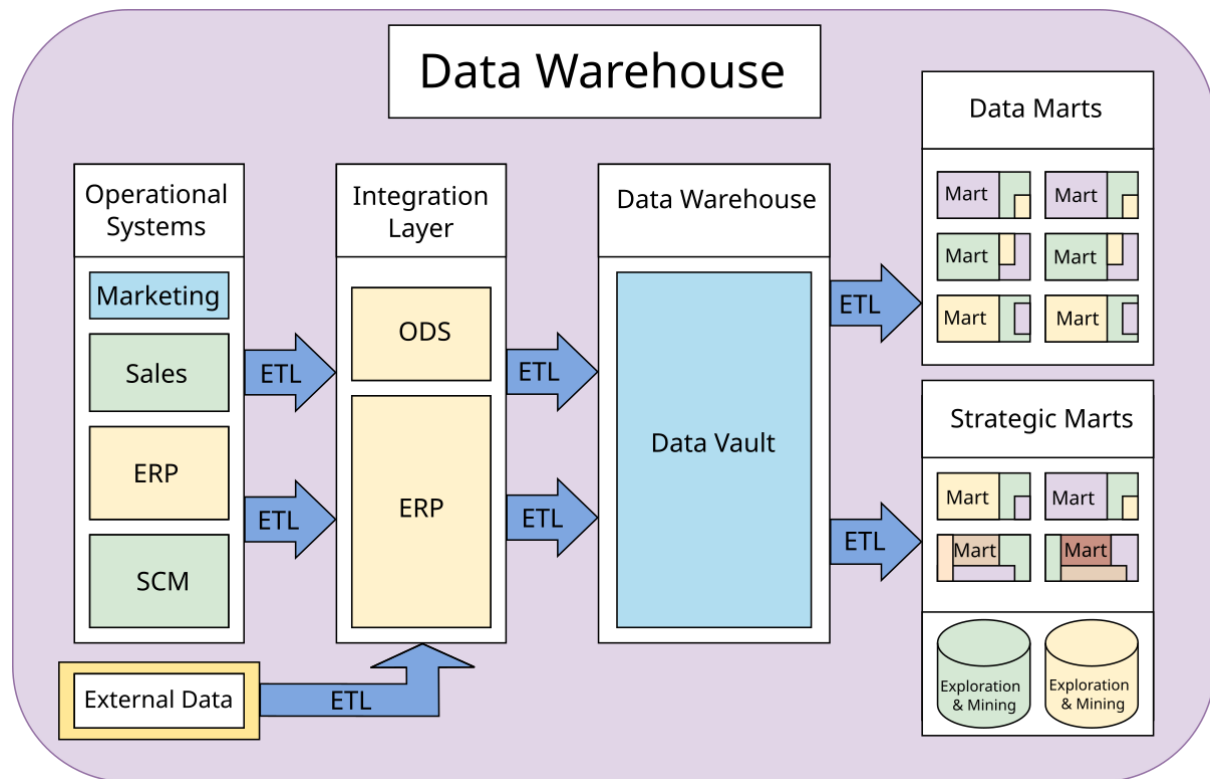 Data Warehouse
Operational
Systems
Marketing
Sales
ERP
SCM
External Data
ETL
ETL
ETL
Integration
Layer
ODS
ERP
ETL
ETL
Data Warehouse
Data Vault
ETL
ETL
Data Marts
Mart
Mart
Mart
Mart
Mart
Mart
Strategic Marts
Mart
Mart
Mart
Mart
Exploration
& Mining
Exploration
& Mining